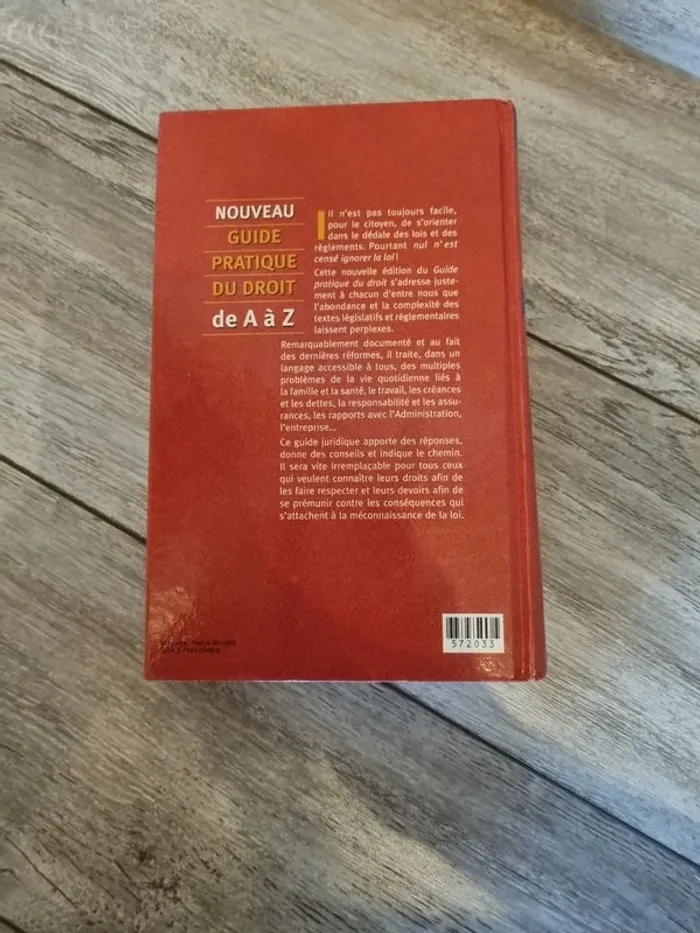 NOUVEAU
GUIDE
PRATIQUE
DU DROIT
de A à Z
Il n'est pas toujours facile,
pour le citoyen, de s'orienter
dans le dédale des lois et des
règlements. Pourtant nul n'est
censé ignorer la loi!
Cette nouvelle édition du Guide
pratique du droit s'adresse juste-
ment à chacun d'entre nous que
l'abondance et la complexité des
textes législatifs et réglementaires
laissent perplexes.
Remarquablement documenté et au fait
des dernières réformes, il traite, dans un
langage accessible à tous, des multiples
problèmes de la vie quotidienne liés à
la famille et la santé, le travail, les créances
et les dettes, la responsabilité et les assu-
rances, les rapports avec l'Administration,
l'entreprise...
Ce guide juridique apporte des réponses,
donne des conseils et indique le chemin.
Il sera vite irremplaçable pour tous ceux
qui veulent connaître leurs droits afin de
les faire respecter et leurs devoirs afin de
se prémunir contre les conséquences qui
s'attachent à la méconnaissance de la loi.
572033